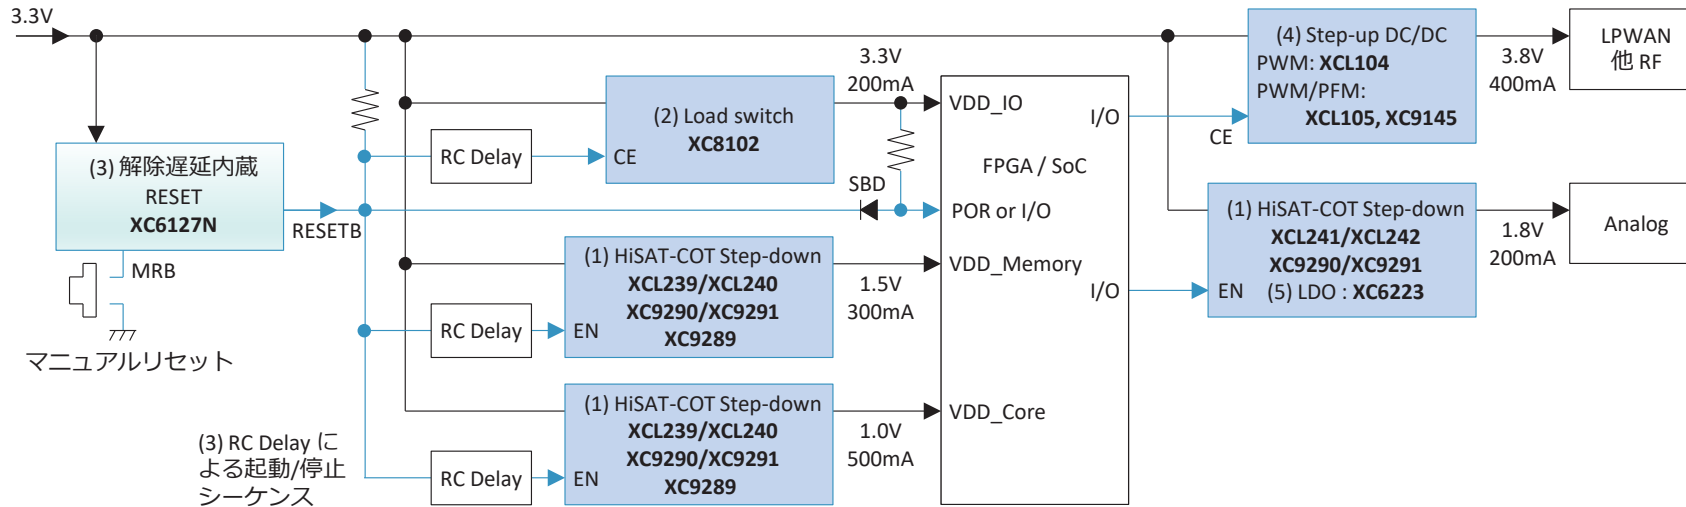 3.3V
(3) 解除遅延内蔵
RESET
XC6127N
RESETB
MRB
マニュアルリセット
(3) RC Delay に
よる起動/停止
シーケンス
RC Delay
(2) Load switch
XC8102
CE
3.3V
200mA
SBD
RC Delay
(1) HiSAT-COT Step-down
XCL239/XCL240
XC9290/XC9291
XC9289
EN
1.5V
300mA
RC Delay
(1) HiSAT-COT Step-down
XCL239/XCL240
XC9290/XC9291
XC9289
EN
1.0V
500mA
VDD_IO
I/O
FPGA / SoC
POR or I/O
VDD_Memory
I/O
VDD_Core
(4) Step-up DC/DC
PWM: XCL104
PWM/PFM:
XCL105, XC9145
CE
3.8V
400mA
LPWAN
他 RF
(1) HiSAT-COT Step-down
XCL241/XCL242
XC9290/XC9291
EN
(5) LDO : XC6223
1.8V
200mA
Analog